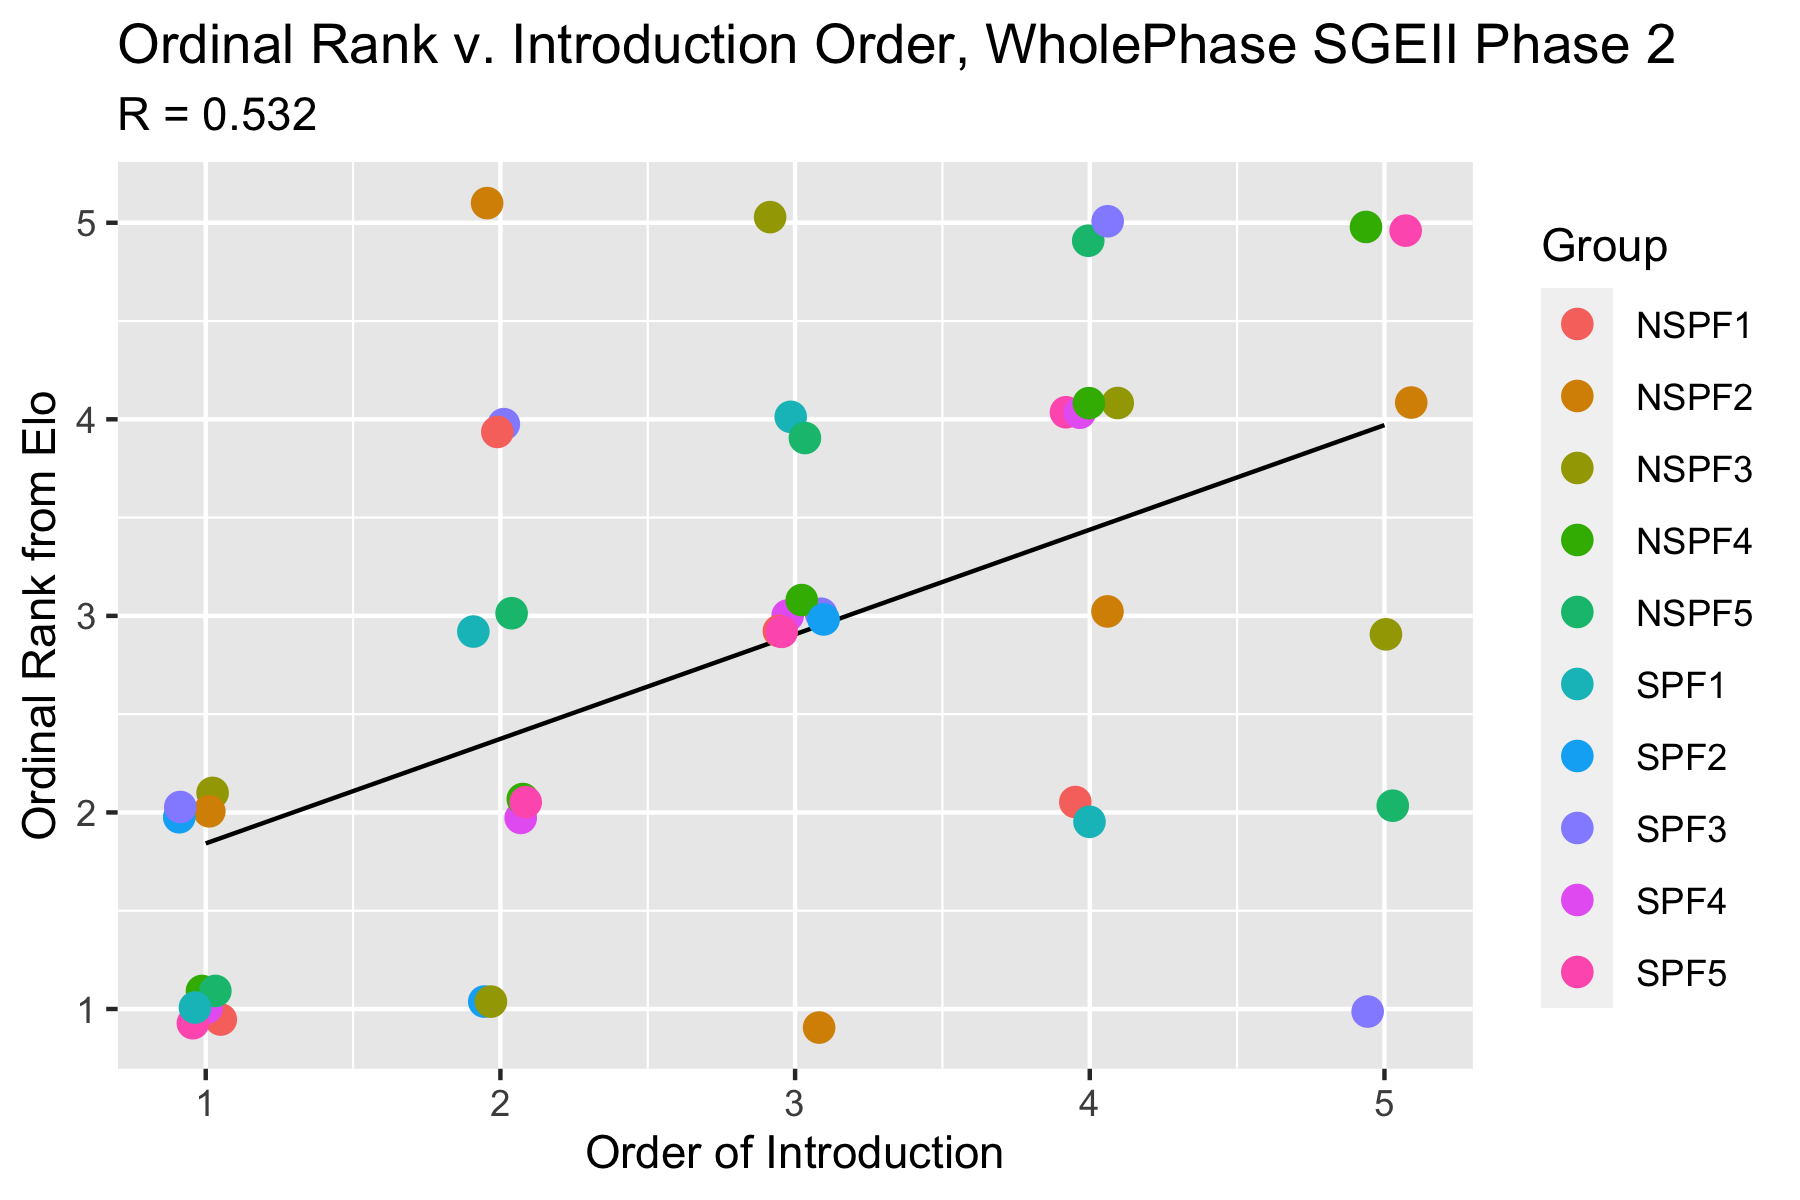 Ordinal Rank v. Introduction Order, WholePhase SGEII Phase 2
R = 0.532
Ordinal Rank from Elo
5
4
3
2
1
1 2 3 4 5
Order of Introduction
Group
NSPF1
NSPF2
NSPF3
NSPF4
NSPF5
SPF1
SPF2
SPF3
SPF4
SPF5